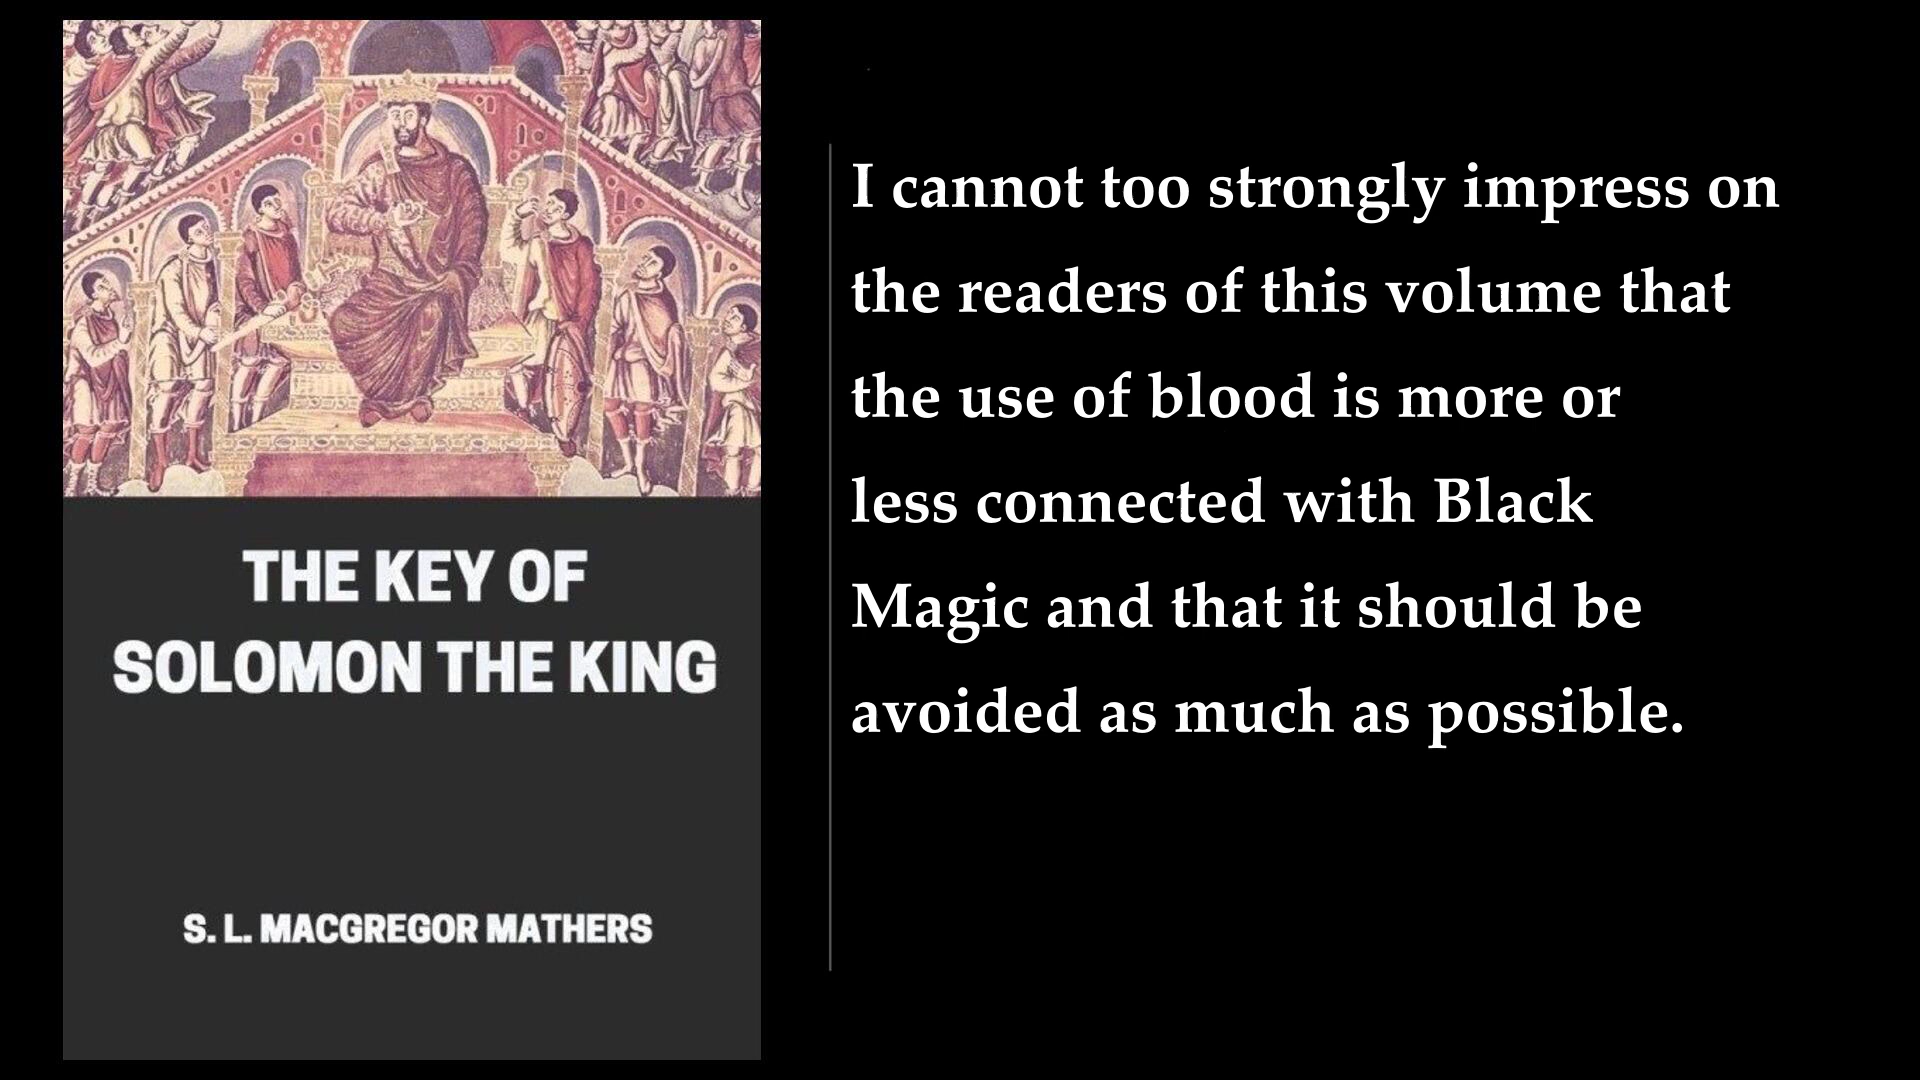 THE KEY OF
SOLOMON THE KING
S. L. MACGREGOR MATHERS
I cannot too strongly impress on
the readers of this volume that
the use of blood is more or
less connected with Black
Magic and that it should be
avoided as much as possible.